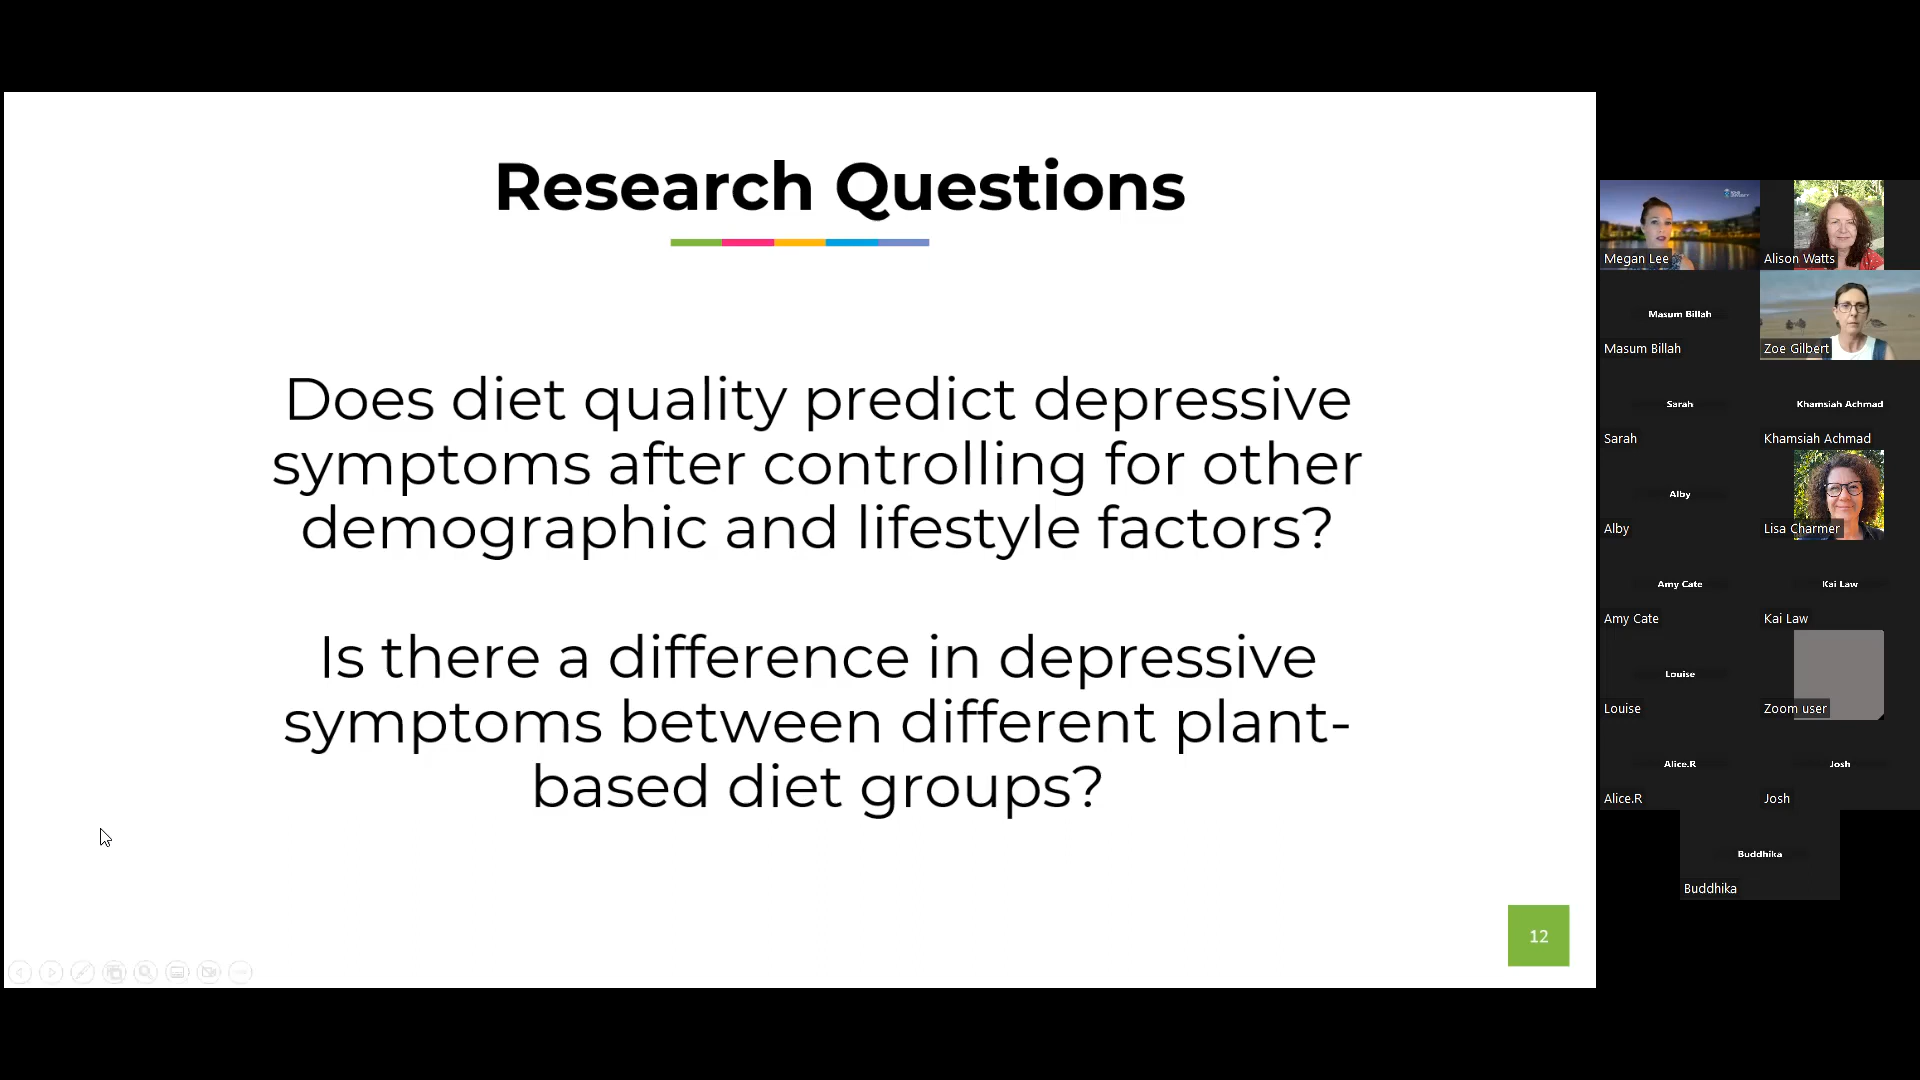 Research Questions
Does diet quality predict depressive
symptoms after controlling for other
demographic and lifestyle factors?
Is there a difference in depressive
symptoms between different plant-
based diet groups?
12
Megan Lee
Alison Watts
Masum Billah
Masum Billah
Zoe Gilbert
Sarah
Sarah
Khamsiah Achmad
Khamsiah Achmad
Alby
Alby
Lisa Charmer
Amy Cate
Amy Cate
Kai Law
Kai Law
Louise
Louise
Zoom user
Alice.R
Alice.R
Josh
Josh
Buddhika
Buddhika